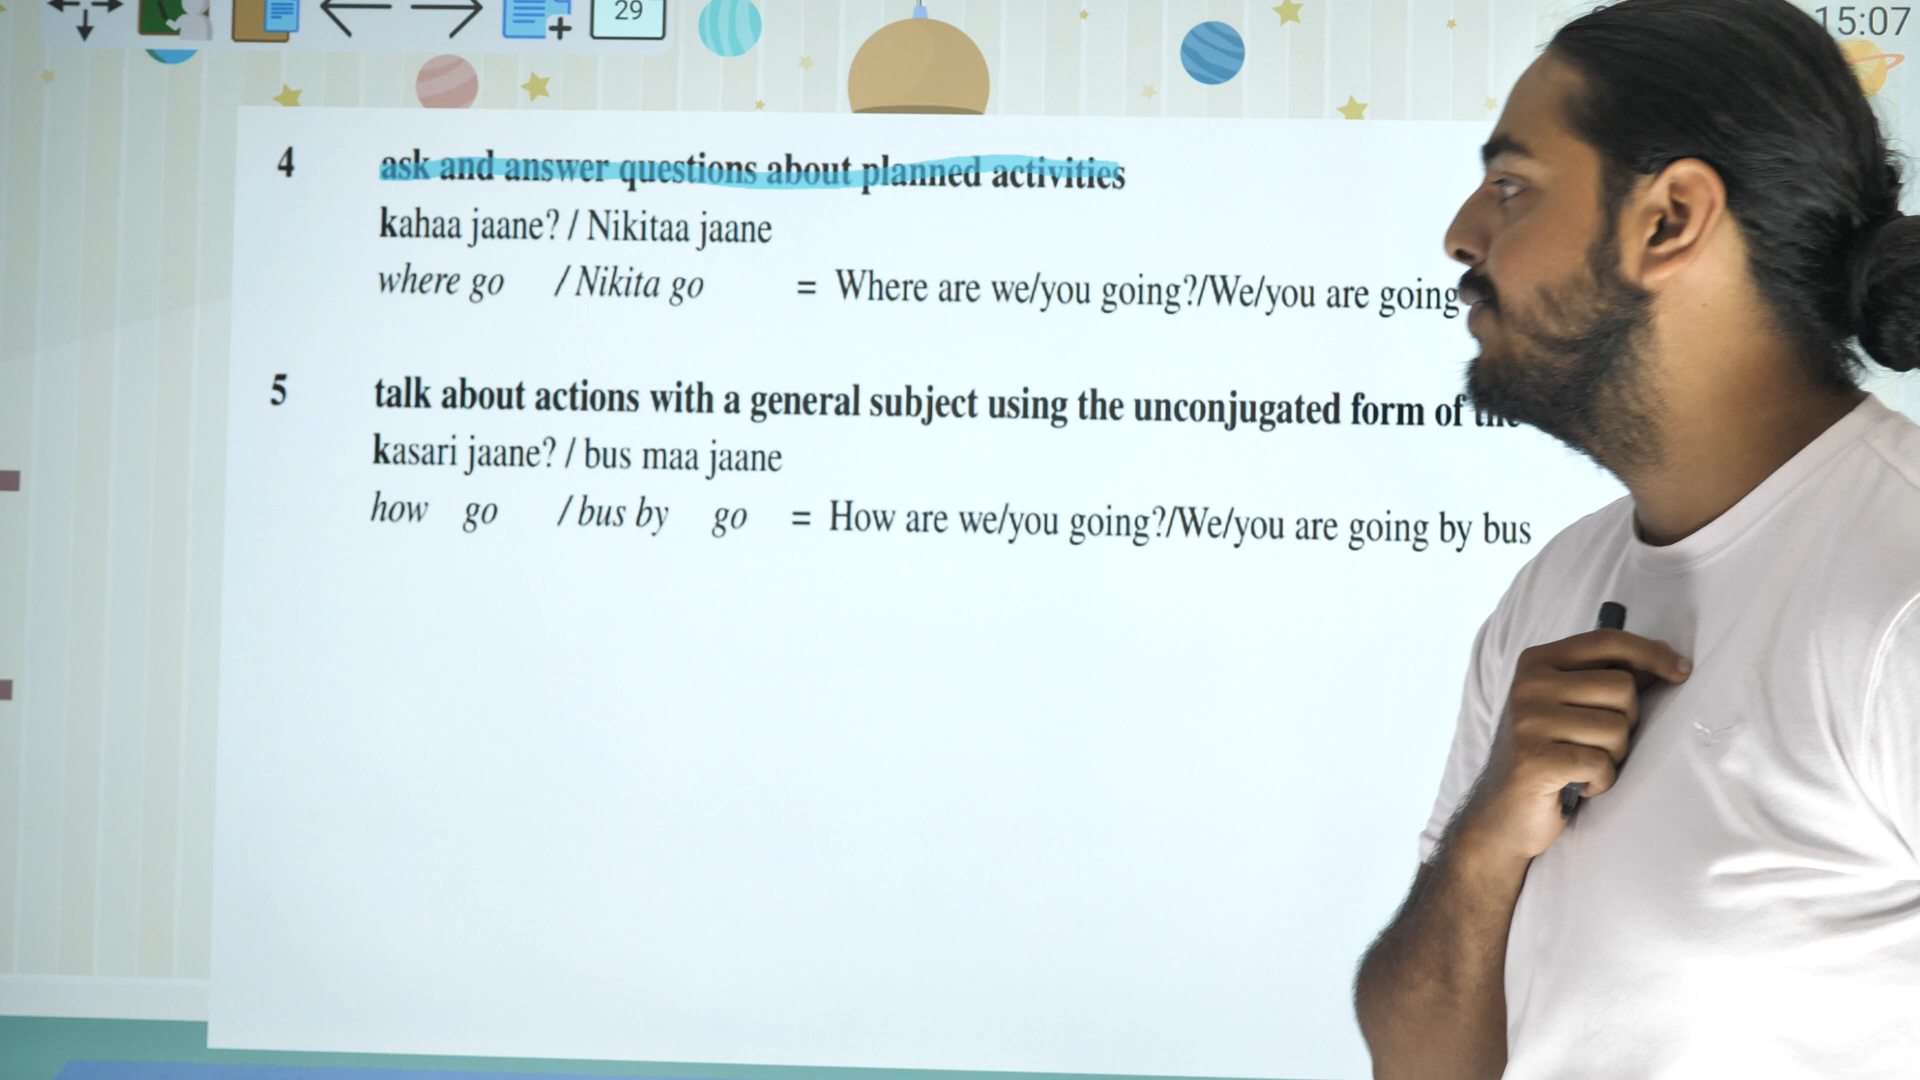 29
15:07
4 ask and answer questions about planned activities
kahaa jaane? / Nikitaa jaane
where go / Nikita go = Where are we/you going?/We/you are going
5 talk about actions with a general subject using the unconjugated form of the
kasari jaane? / bus maa jaane
how go / bus by go = How are we/you going?/We/you are going by bus